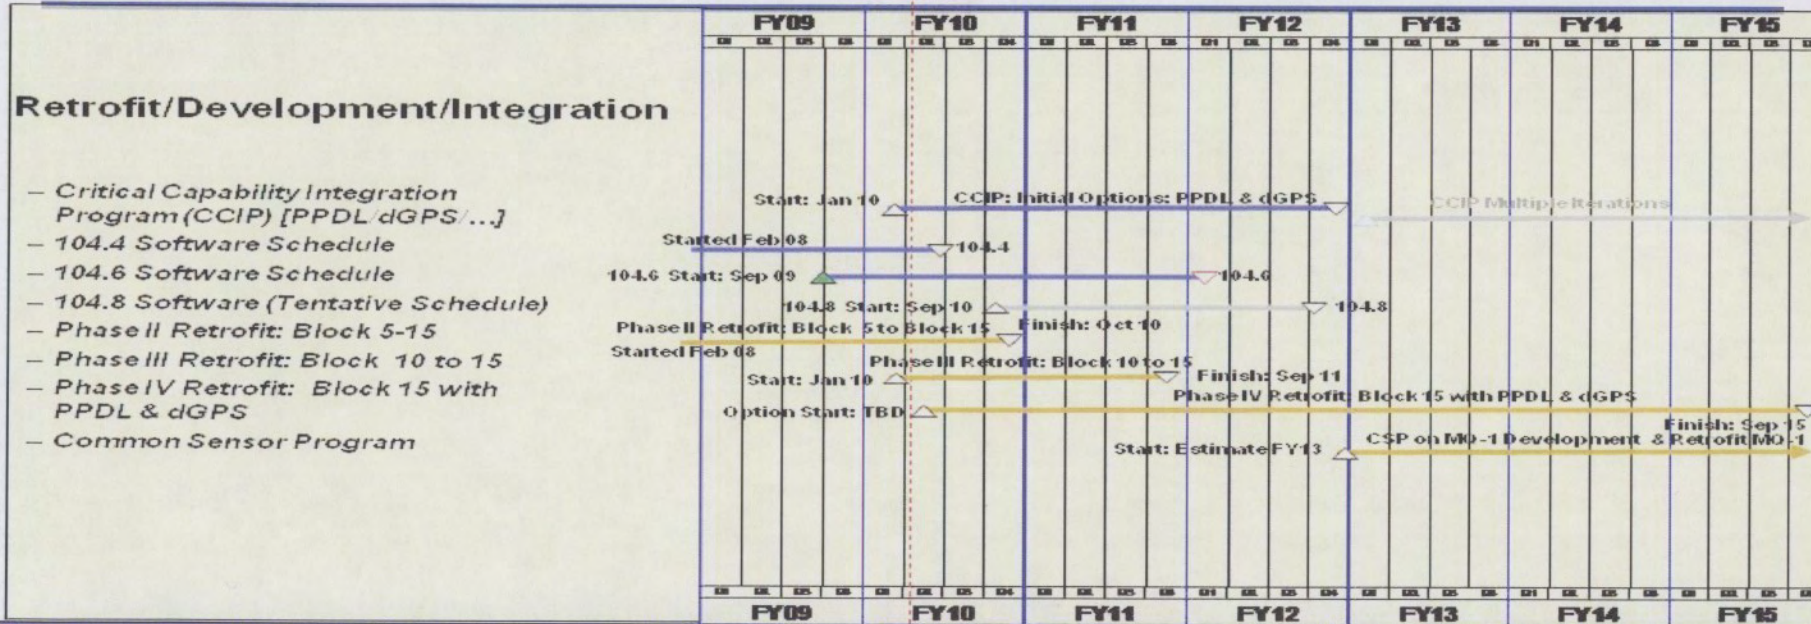 FY09 FY10 FY11 FY12 FY13 FY14 FY15
Retrofit/Development/Integration
– Critical Capability Integration
Program (CCIP) [PPDL/dGPS/...]
– 104.4 Software Schedule
– 104.6 Software Schedule
– 104.8 Software (Tentative Schedule)
– Phase II Retrofit: Block 5-15
– Phase III Retrofit: Block 10 to 15
– Phase IV Retrofit: Block 15 with
PPDL & dGPS
– Common Sensor Program
Start: Jan 10 CCIP: Initial Options: PPDL & dGPS CCIP Multiple Iterations
Started Feb 08 104.4
104.6 Start: Sep 09 104.6
104.8 Start: Sep 10 104.8
Phase II Retrofit: Block 5 to Block 15 Finish: Oct 10
Started Feb 08
Phase III Retrofit: Block 10 to 15
Start: Jan 10 Finish: Sep 11
Phase IV Retrofit: Block 15 with PPDL & dGPS
Option Start: TBD
Finish: Sep 15
CSP on MQ-1 Development & Retrofit MQ-1
Start: Estimate FY13
FY09 FY10 FY11 FY12 FY13 FY14 FY15